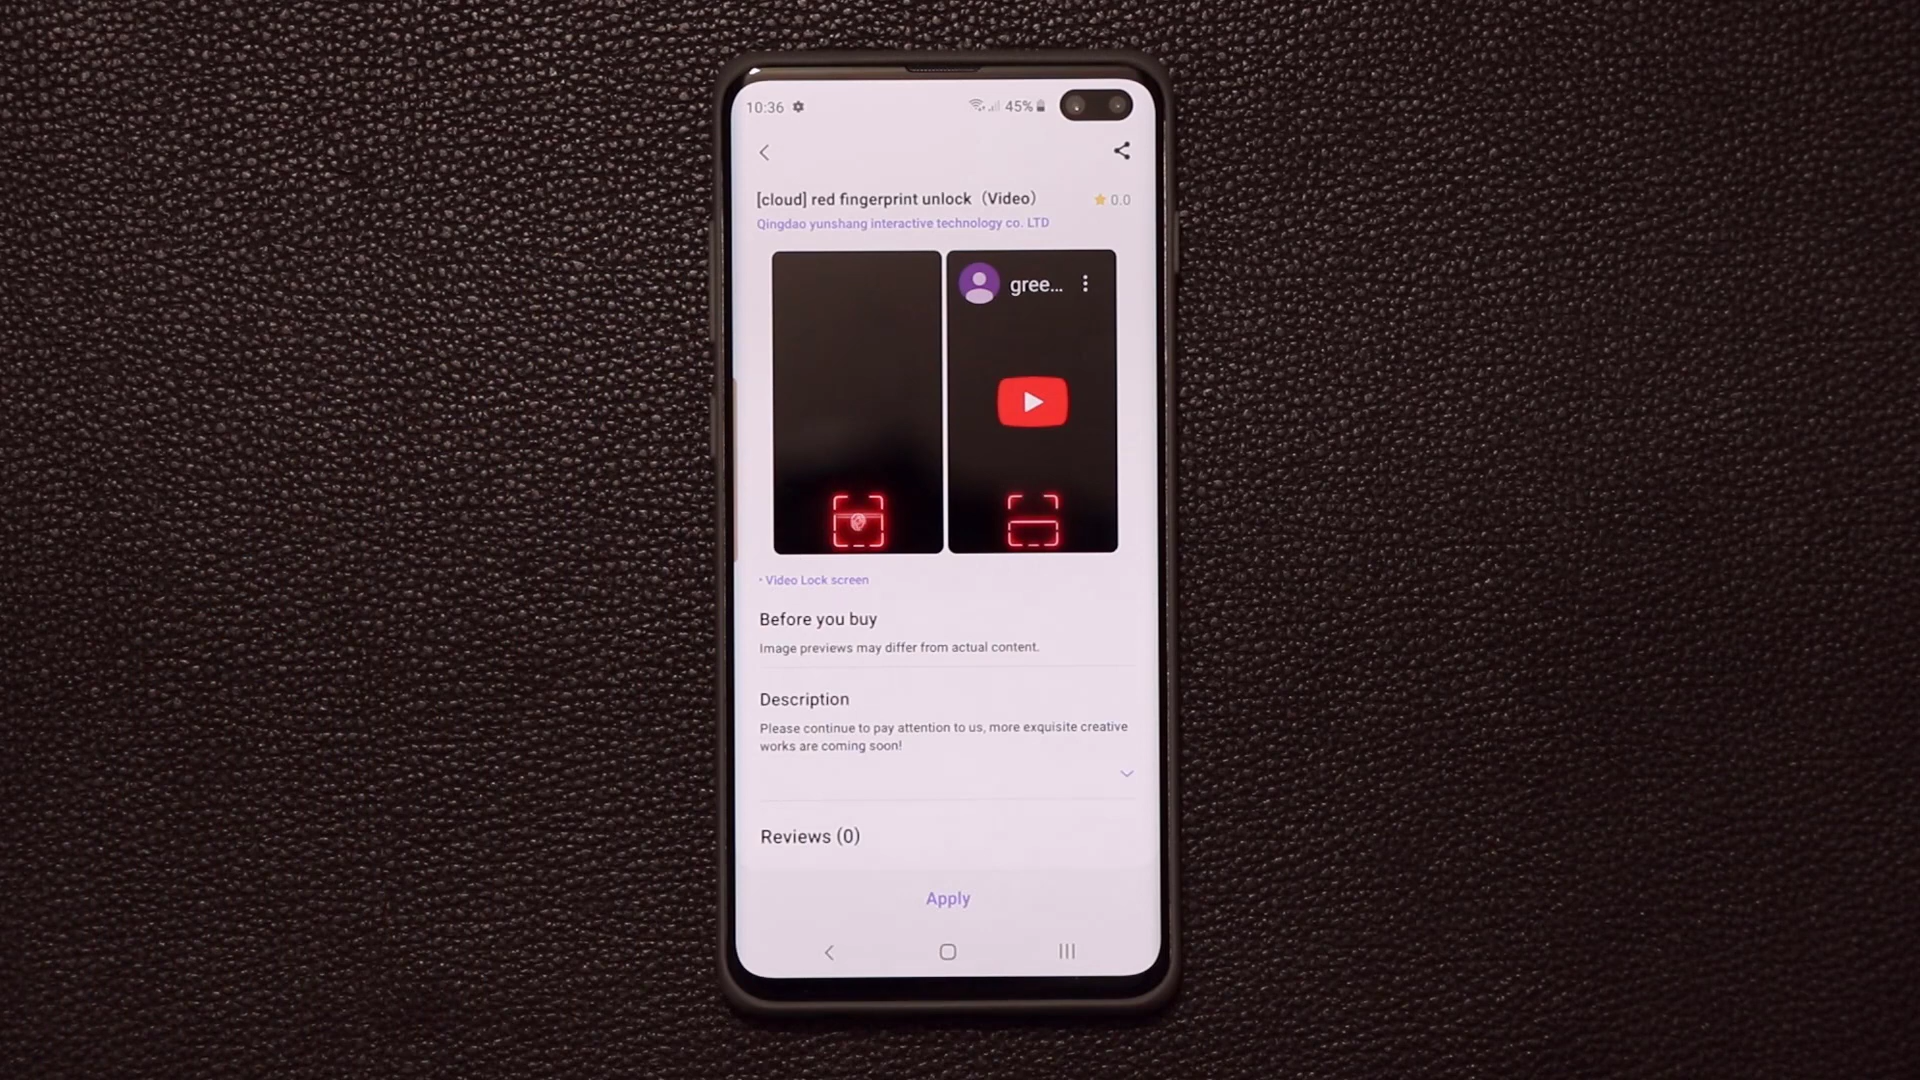 10:36
45%
[cloud] red fingerprint unlock（Video）
0.0
Qingdao yunshang interactive technology co. LTD
gree...
Video Lock screen
Before you buy
Image previews may differ from actual content.
Description
Please continue to pay attention to us, more exquisite creative
works are coming soon!
Reviews (0)
Apply